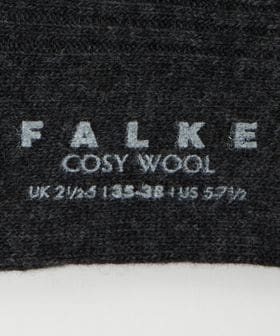 FALKE
COSY WOOL
UK 2½-5 | 35-38 | US 5-7½